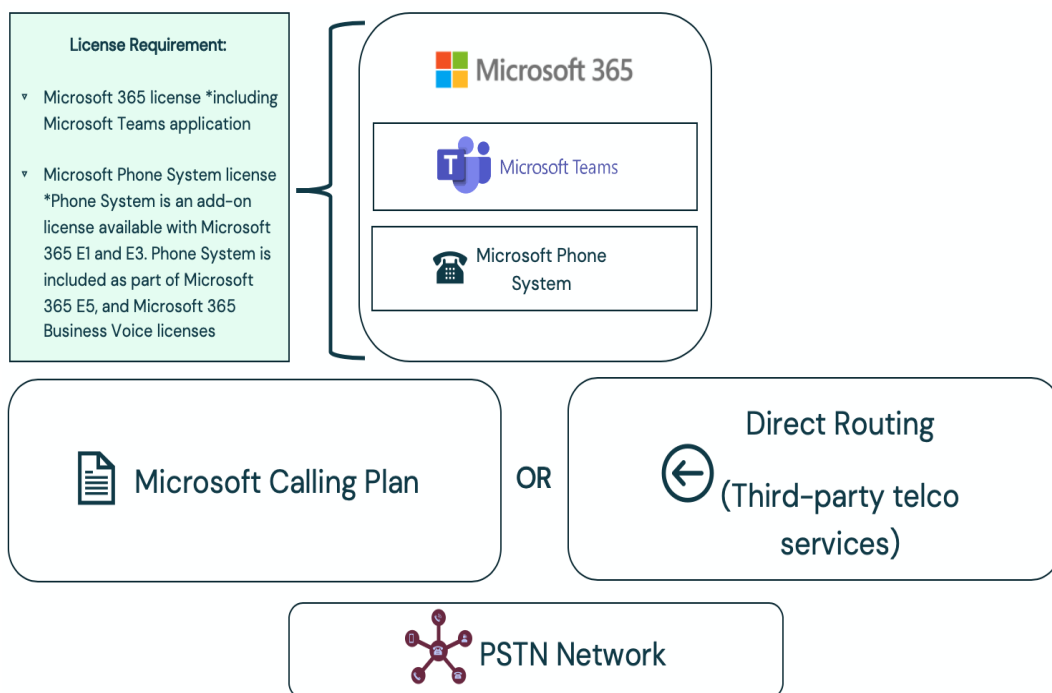 License Requirement:
Microsoft 365 license *including
Microsoft Teams application
Microsoft Phone System license
*Phone System is an add-on
license available with Microsoft
365 E1 and E3. Phone System is
included as part of Microsoft
365 E5, and Microsoft 365
Business Voice licenses
Microsoft 365
T
Microsoft Teams
Microsoft Phone
System
Microsoft Calling Plan
OR
Direct Routing
(Third-party telco
services)
PSTN Network